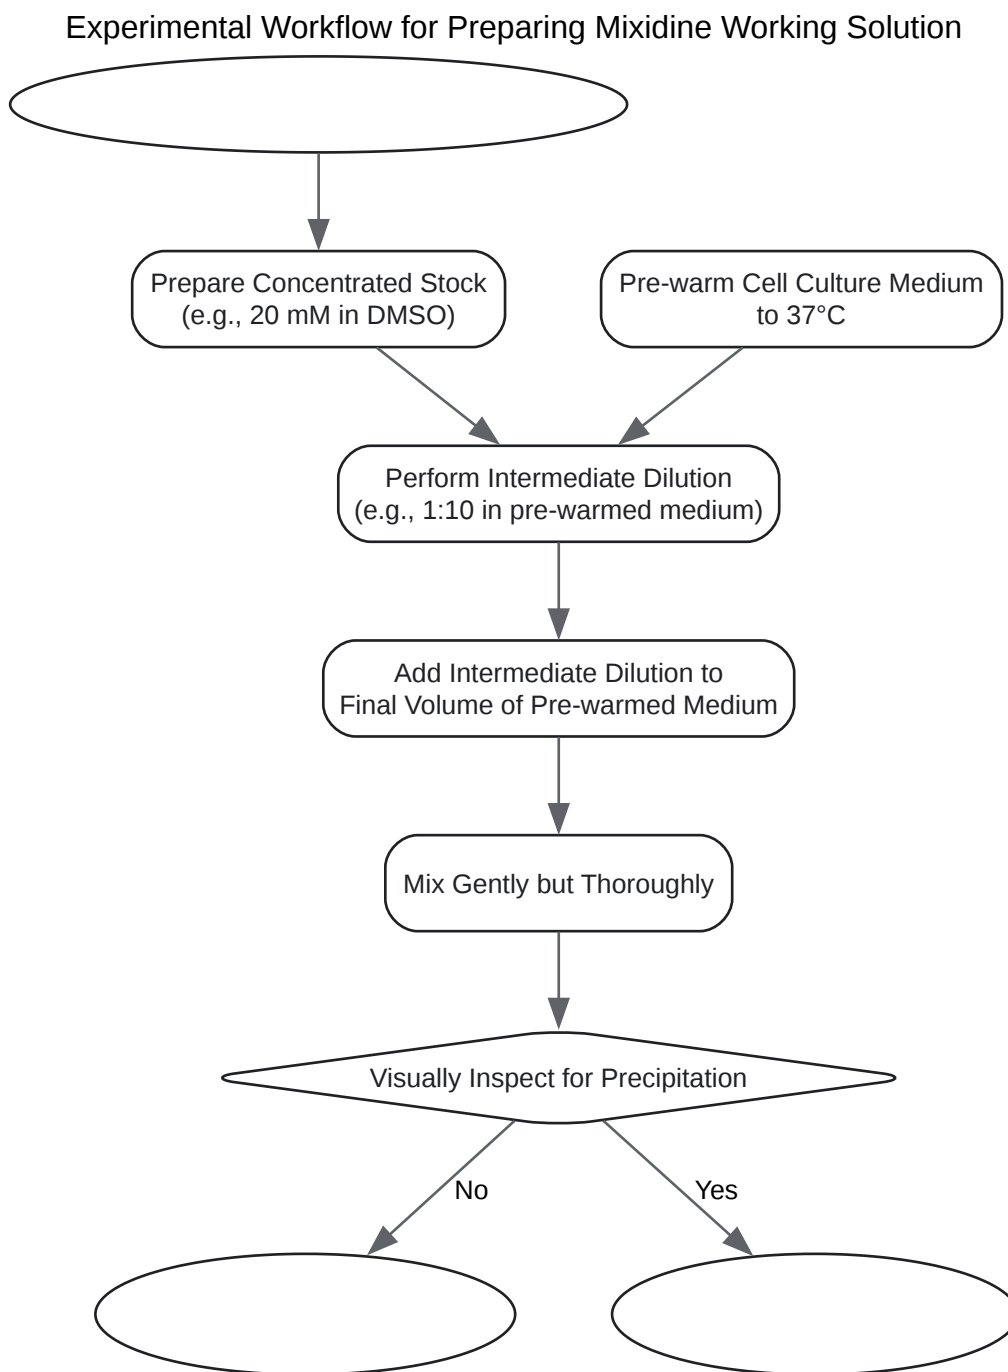 Experimental Workflow for Preparing Mixidine Working Solution
Prepare Concentrated Stock
(e.g., 20 mM in DMSO)
Pre-warm Cell Culture Medium
to 37°C
Perform Intermediate Dilution
(e.g., 1:10 in pre-warmed medium)
Add Intermediate Dilution to
Final Volume of Pre-warmed Medium
Mix Gently but Thoroughly
Visually Inspect for Precipitation
No
Yes